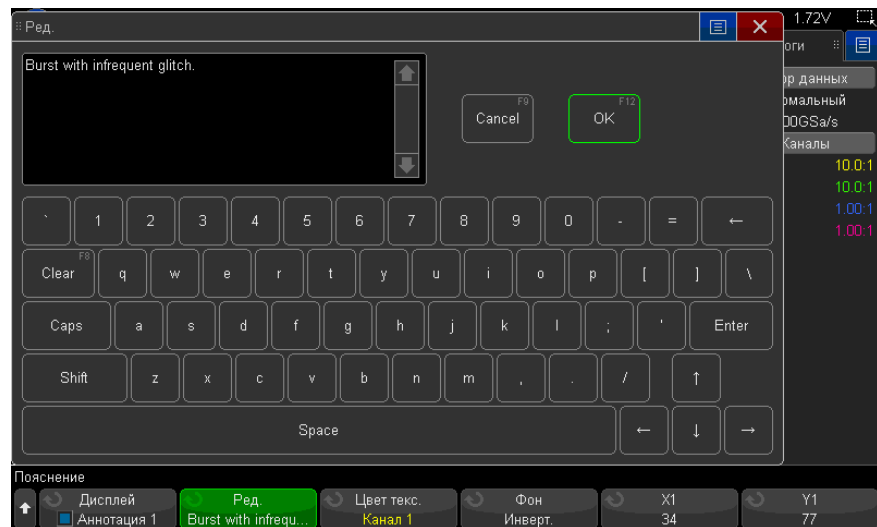 Ред.
1.72V
Burst with infrequent glitch.
Cancel F9
OK F12
оги
ор данных
рмальный
00GSa/s
Каналы
10.0:1
10.0:1
1.00:1
1.00:1
` 1 2 3 4 5 6 7 8 9 0 - = ←
Clear F8 q w e r t y u i o p [ ] \
Caps a s d f g h j k l ; ' Enter
Shift z x c v b n m , . / ↑
Space ← ↓ →
Пояснение
Дисплей
Аннотация 1
Ред.
Burst with infrequ...
Цвет текс.
Канал 1
Фон
Инверт.
X1
34
Y1
77